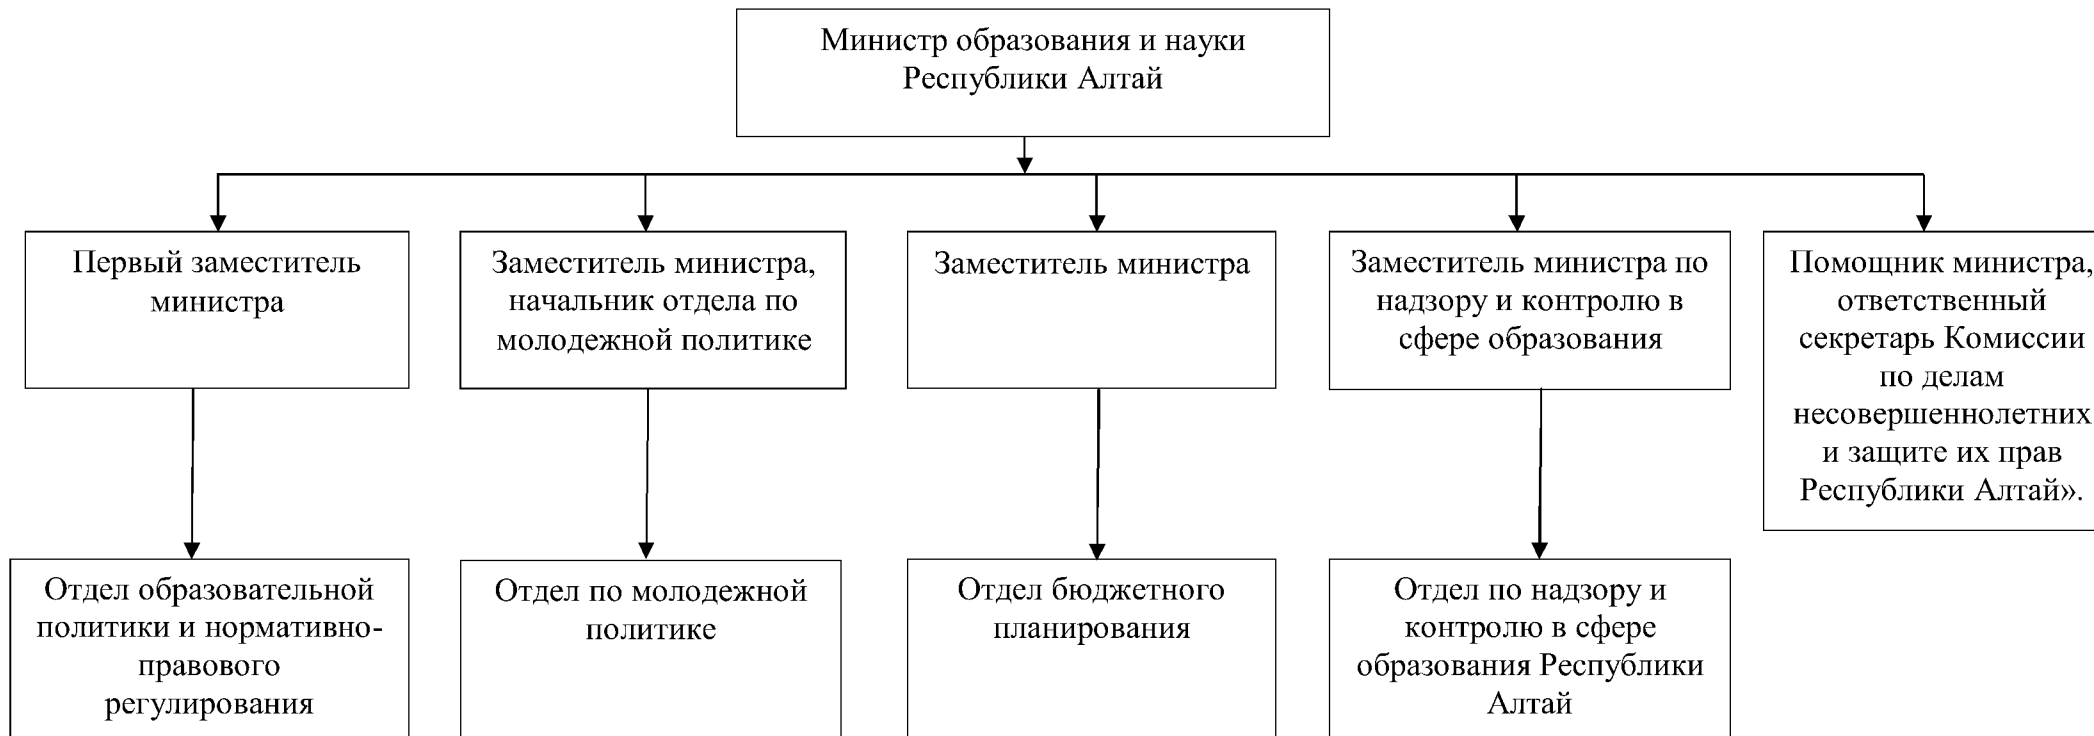 Министр образования и науки
Республики Алтай
Первый заместитель
министра
Заместитель министра,
начальник отдела по
молодежной политике
Заместитель министра
Заместитель министра по
надзору и контролю в
сфере образования
Помощник министра,
ответственный
секретарь Комиссии
по делам
несовершеннолетних
и защите их прав
Республики Алтай».
Отдел образовательной
политики и нормативно-
правового
регулирования
Отдел по молодежной
политике
Отдел бюджетного
планирования
Отдел по надзору и
контролю в сфере
образования Республики
Алтай